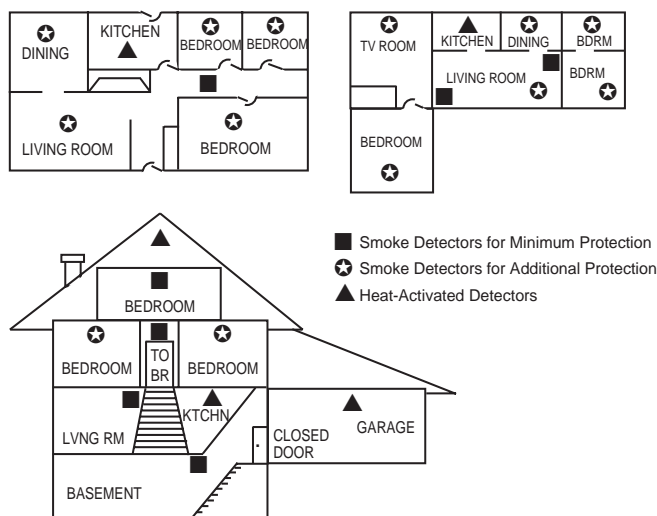 KITCHEN
DINING
BEDROOM
BEDROOM
LIVING ROOM
BEDROOM
TV ROOM
KITCHEN
DINING
BDRM
LIVING ROOM
BDRM
BEDROOM
Smoke Detectors for Minimum Protection
Smoke Detectors for Additional Protection
Heat-Activated Detectors
BEDROOM
BEDROOM
TO
BR
BEDROOM
LVNG RM
KTCHN
CLOSED
DOOR
GARAGE
BASEMENT